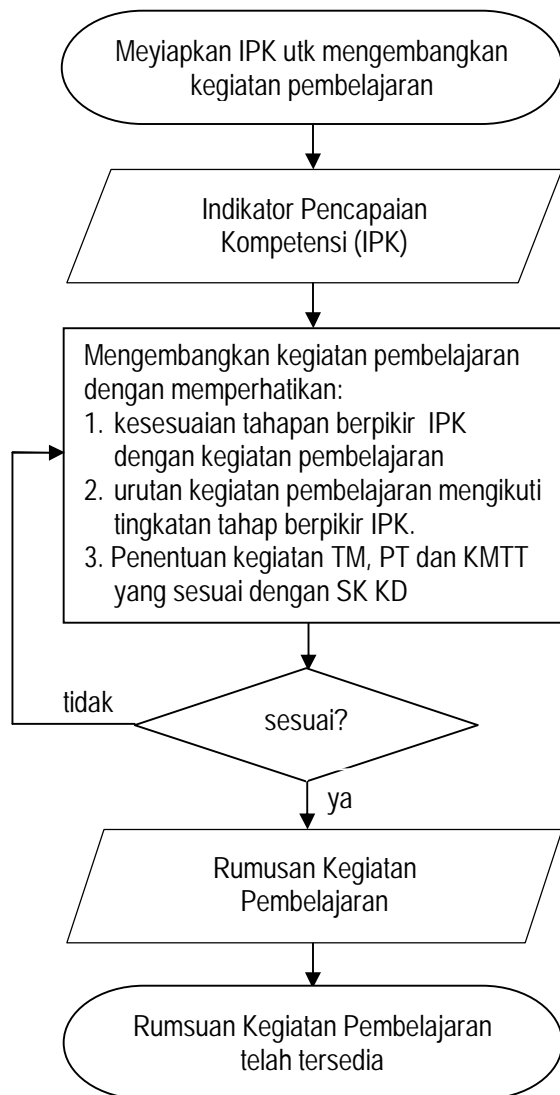 Meyiapkan IPK utk mengembangkan
kegiatan pembelajaran
Indikator Pencapaian
Kompetensi (IPK)
Mengembangkan kegiatan pembelajaran
dengan memperhatikan:
1. kesesuaian tahapan berpikir IPK
dengan kegiatan pembelajaran
2. urutan kegiatan pembelajaran mengikuti
tingkatan tahap berpikir IPK.
3. Penentuan kegiatan TM, PT dan KMTT
yang sesuai dengan SK KD
tidak
sesuai?
ya
Rumusan Kegiatan
Pembelajaran
Rumsuan Kegiatan Pembelajaran
telah tersedia